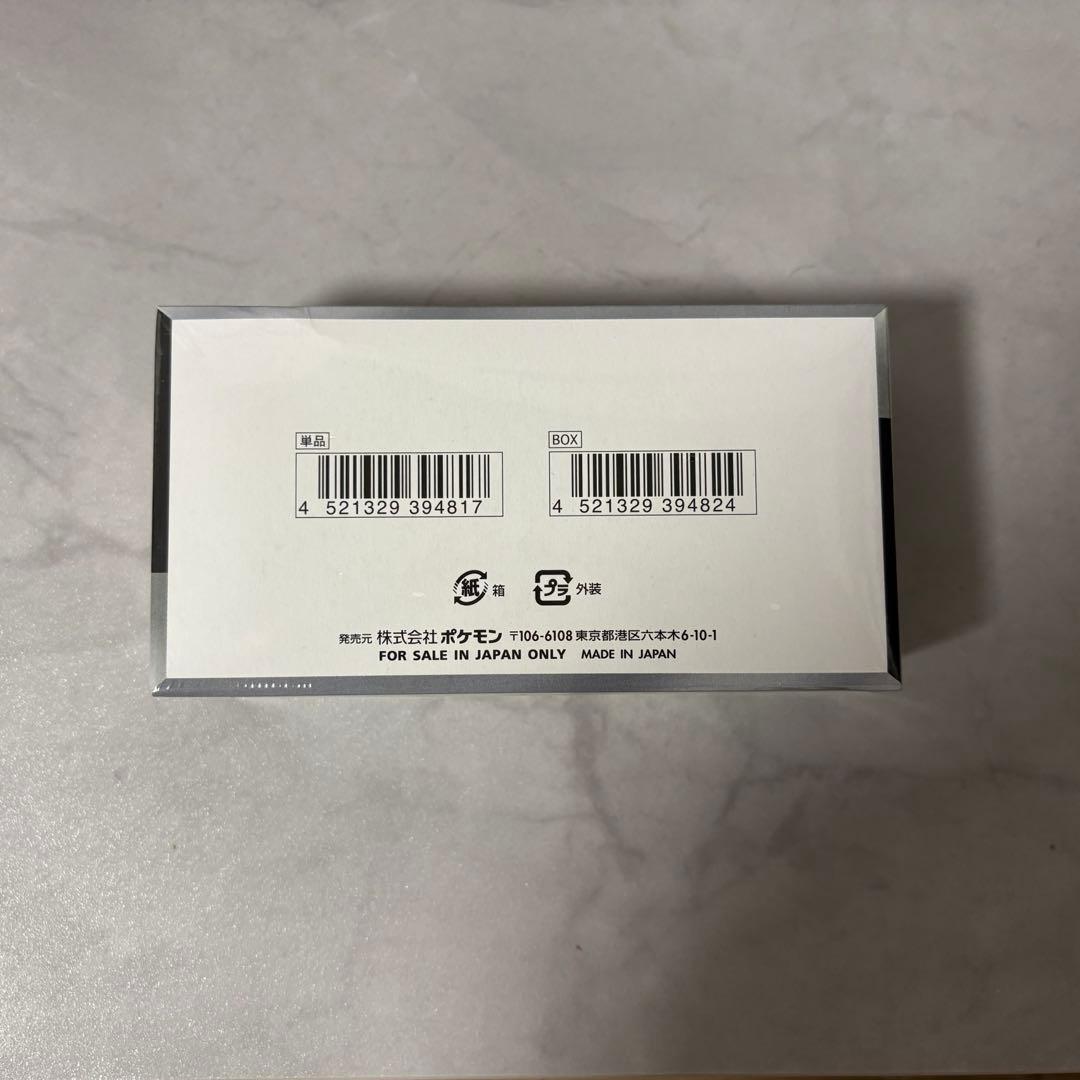 単品
BOX
4 521329 394817
4 521329 394824
紙 箱
プラ 外装
発売元 株式会社 ポケモン 〒106-6108 東京都港区六本木6-10-1
FOR SALE IN JAPAN ONLY MADE IN JAPAN